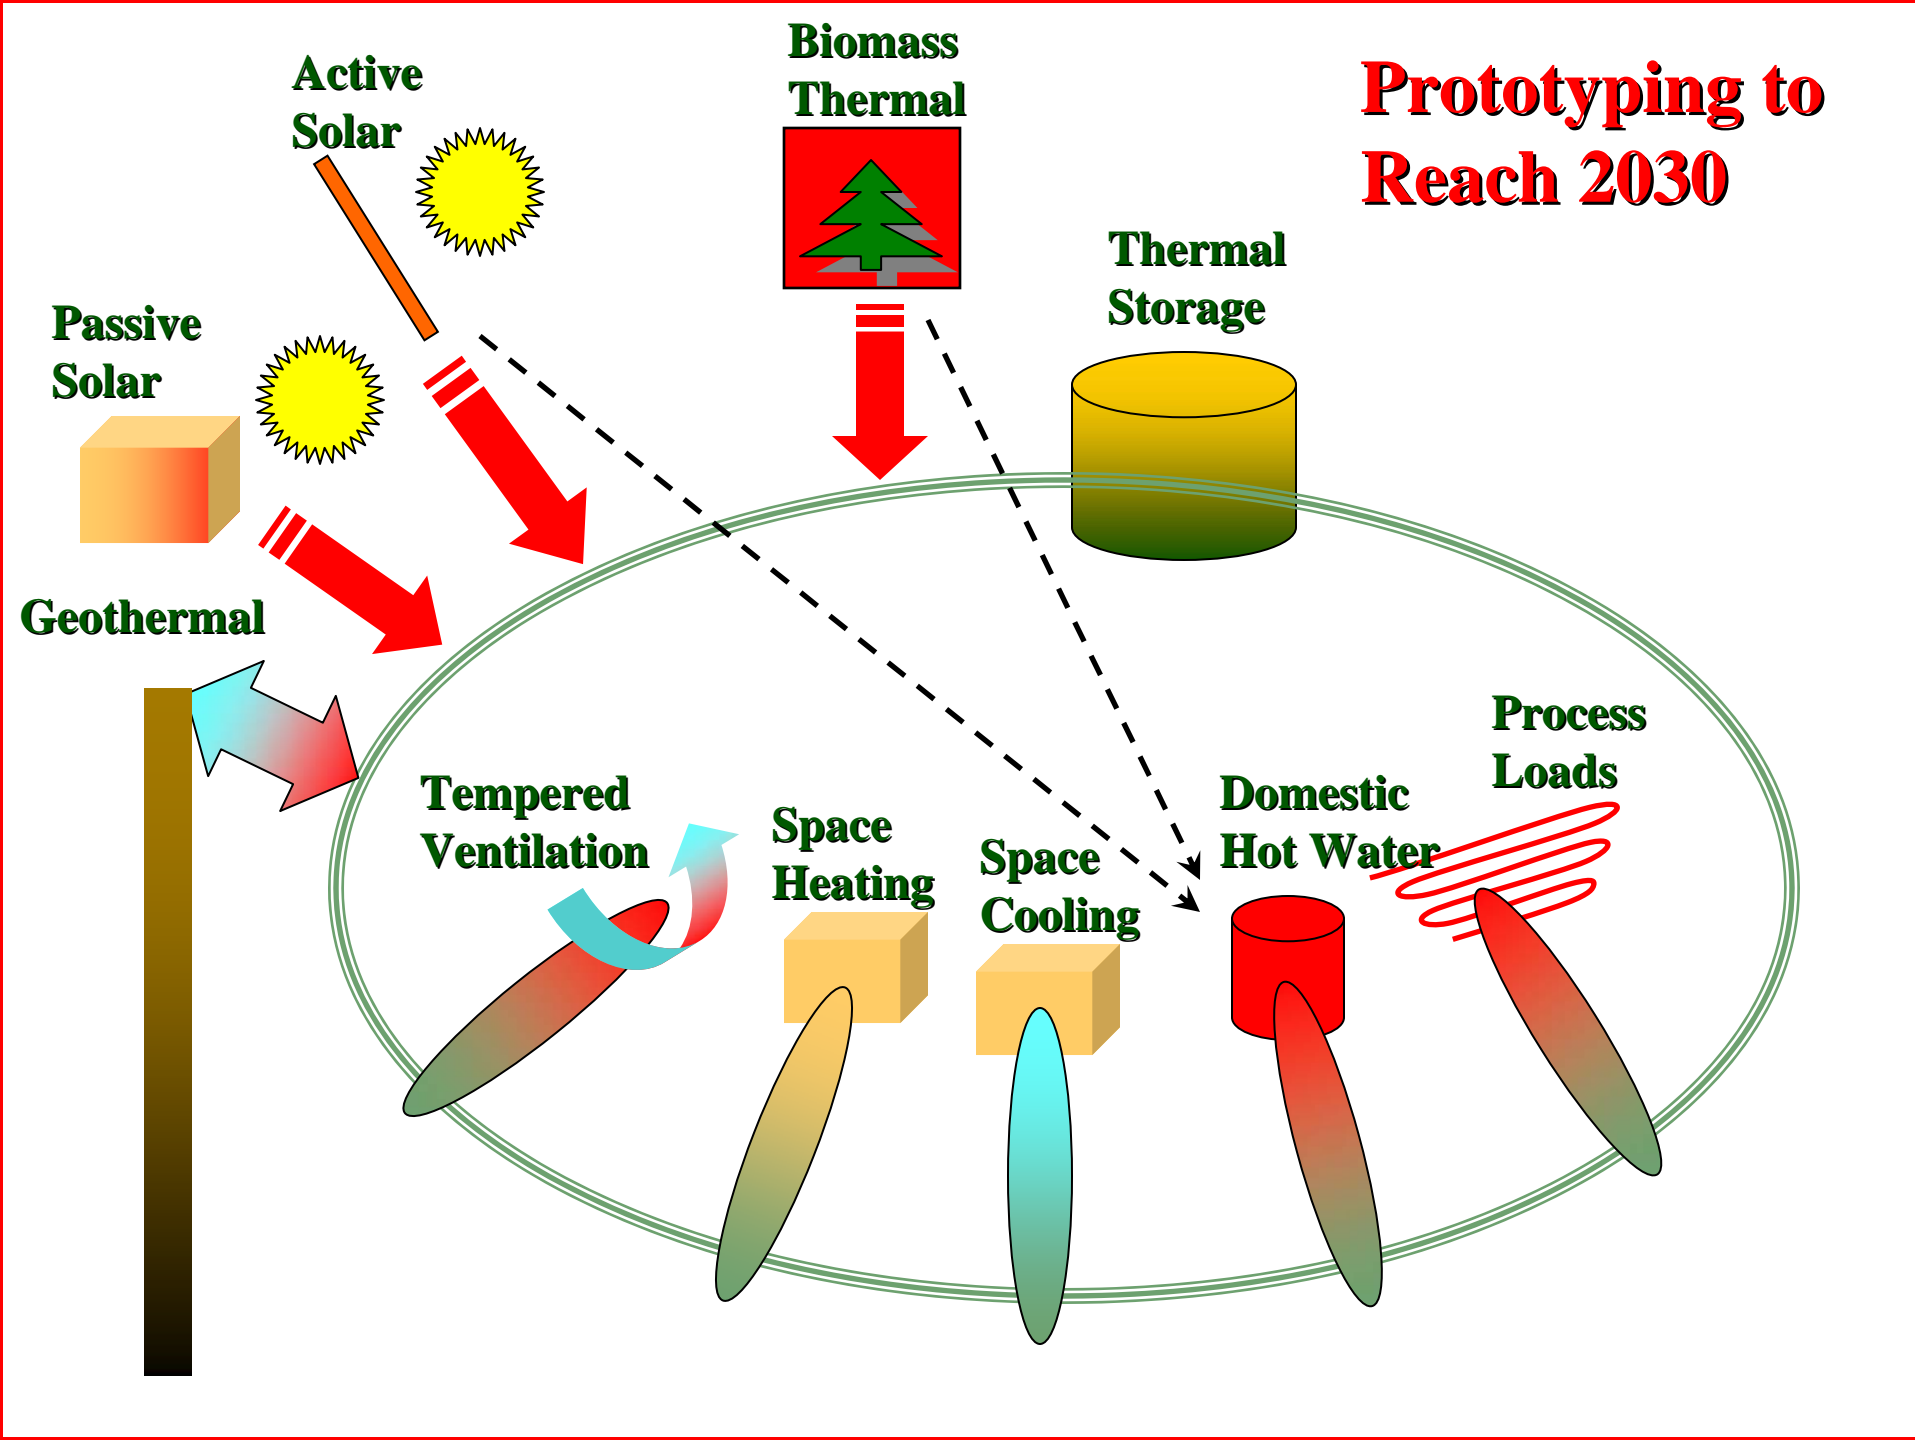 Prototyping to
Reach 2030
Biomass
Thermal
Active
Solar
Thermal
Storage
Passive
Solar
Geothermal
Tempered
Ventilation
Space
Heating
Space
Cooling
Domestic
Hot Water
Process
Loads